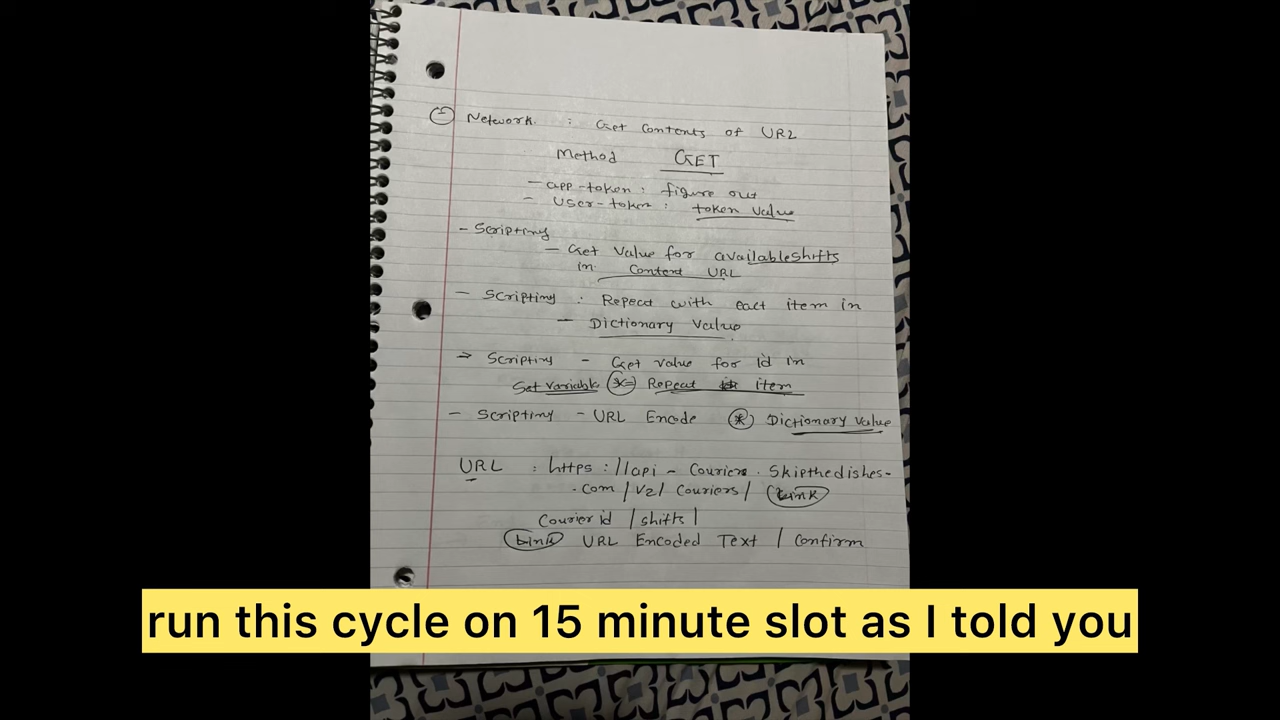 - Network : Get Contents of URL
Method GET
- app-token : figure out
- User-token : token value
- Scripting
- Get Value for availableshifts
in Content URL
- Scripting : Repeat with eact item in
- Dictionary Value
→ Scripting - Get value for id in
Set variable * = Repeat item
- Scripting - URL Encode * Dictionary Value
URL : https://api - Courier . Skipthedishes-
.com /V2/ Couriers/ Link
Courier id /shifts/
Link URL Encoded Text / Confirm
run this cycle on 15 minute slot as I told you